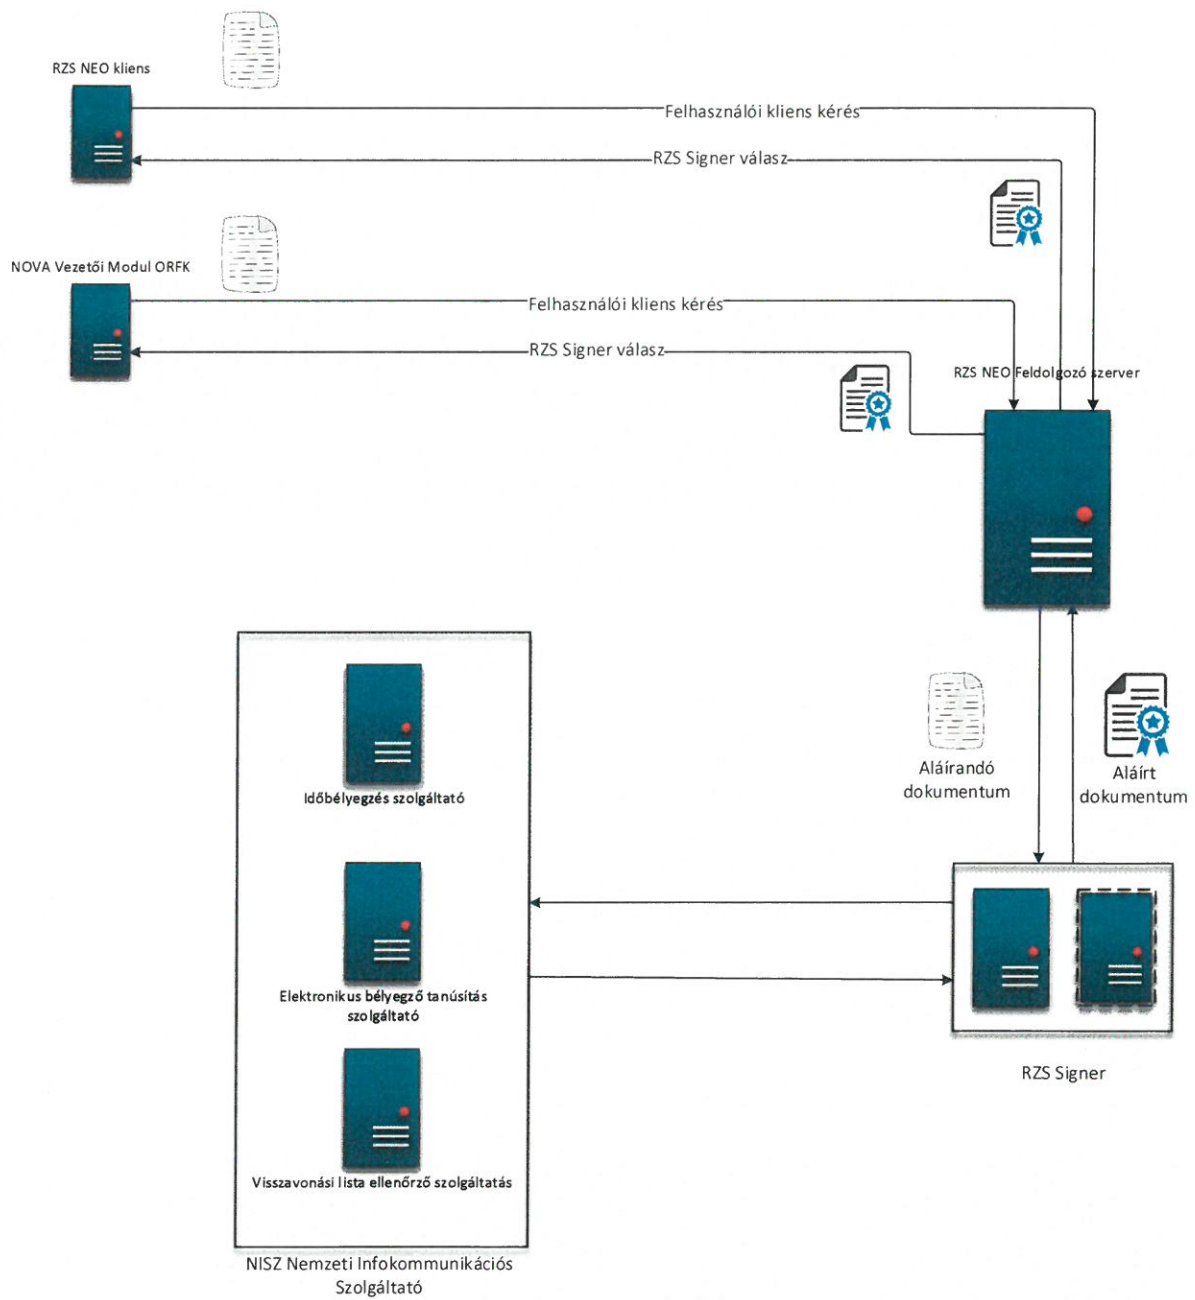 RZS NEO kliens
Felhasználói kliens kérés
RZS Signer válasz
NOVA Vezetői Modul ORFK
Felhasználói kliens kérés
RZS Signer válasz
RZS NEO Feldolgozó szerver
Aláírandó
dokumentum
Aláírt
dokumentum
Időbélyegzés szolgáltató
Elektronikus bélyegző tanúsítás
szolgáltató
Visszavonási lista ellenőrző szolgáltatás
RZS Signer
NISZ Nemzeti Infokommunikációs
Szolgáltató